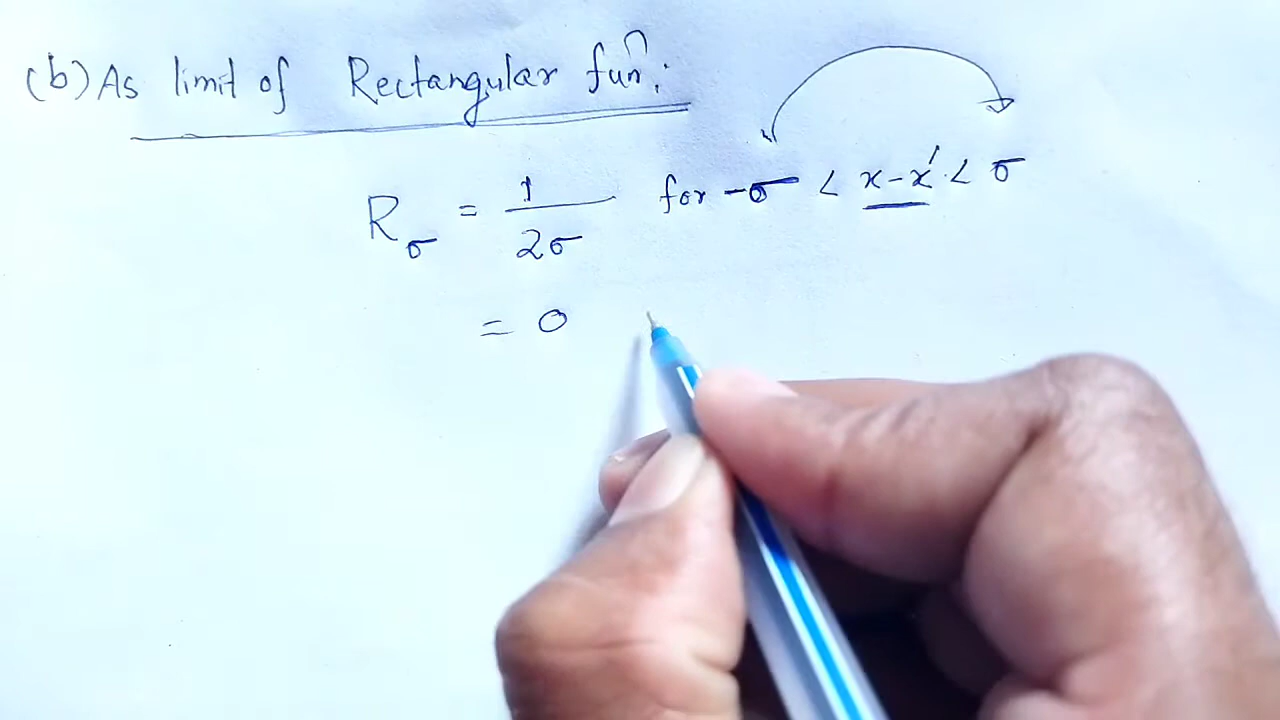 (b) As limit of Rectangular fun:
Rσ = 1/2σ for -σ < x-x' < σ
= 0